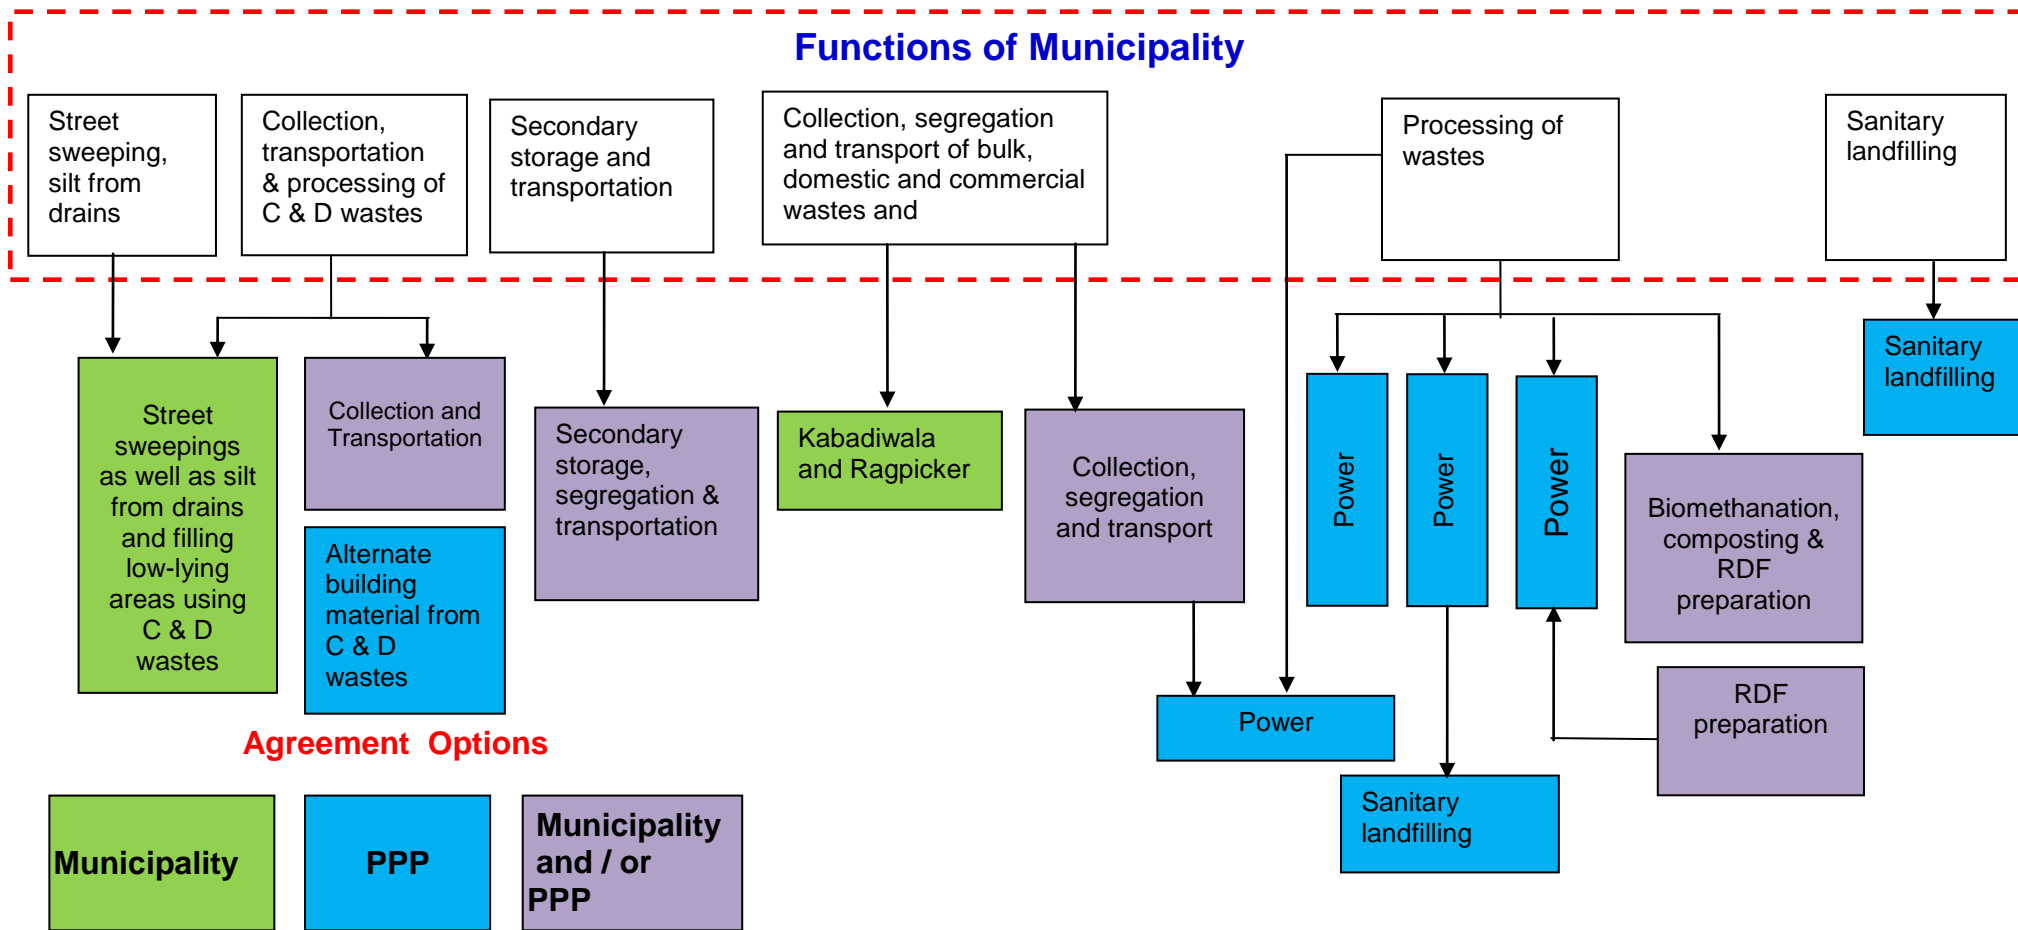 Functions of Municipality
Street
sweeping,
silt from
drains
Collection,
transportation
& processing of
C & D wastes
Secondary
storage and
transportation
Collection, segregation
and transport of bulk,
domestic and commercial
wastes and
Processing of
wastes
Sanitary
landfilling
Street
sweepings
as well as silt
from drains
and filling
low-lying
areas using
C & D
wastes
Collection and
Transportation
Alternate
building
material from
C & D
wastes
Secondary
storage,
segregation &
transportation
Kabadiwala
and Ragpicker
Collection,
segregation
and transport
Power
Power
Power
Biomethanation,
composting &
RDF
preparation
Sanitary
landfilling
RDF
preparation
Power
Sanitary
landfilling
Agreement Options
Municipality
PPP
Municipality
and / or
PPP